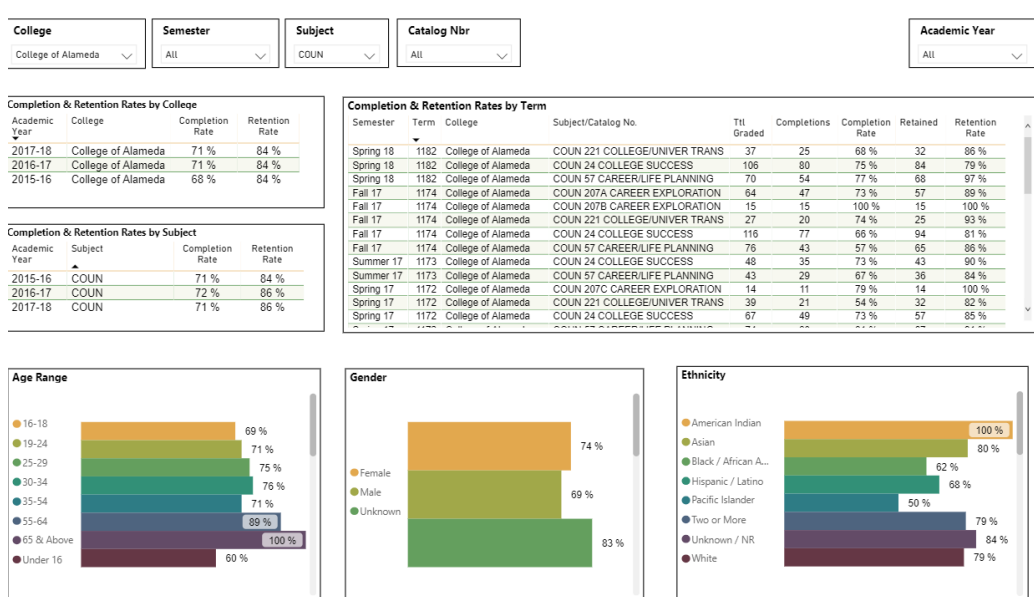 College Semester Subject Catalog Nbr Academic Year
College of Alameda All COUN All All
Completion & Retention Rates by College
Academic Year College Completion Rate Retention Rate
2017-18 College of Alameda 71 % 84 %
2016-17 College of Alameda 71 % 84 %
2015-16 College of Alameda 68 % 84 %
Completion & Retention Rates by Subject
Academic Year Subject Completion Rate Retention Rate
2015-16 COUN 71 % 84 %
2016-17 COUN 72 % 86 %
2017-18 COUN 71 % 86 %
Completion & Retention Rates by Term
Semester Term College Subject/Catalog No. Ttl Graded Completions Completion Rate Retained Retention Rate
Spring 18 1182 College of Alameda COUN 221 COLLEGE/UNIVER TRANS 37 25 68 % 32 86 %
Spring 18 1182 College of Alameda COUN 24 COLLEGE SUCCESS 106 80 75 % 84 79 %
Spring 18 1182 College of Alameda COUN 57 CAREER/LIFE PLANNING 70 54 77 % 68 97 %
Fall 17 1174 College of Alameda COUN 207A CAREER EXPLORATION 64 47 73 % 57 89 %
Fall 17 1174 College of Alameda COUN 207B CAREER EXPLORATION 15 15 100 % 15 100 %
Fall 17 1174 College of Alameda COUN 221 COLLEGE/UNIVER TRANS 27 20 74 % 25 93 %
Fall 17 1174 College of Alameda COUN 24 COLLEGE SUCCESS 116 77 66 % 94 81 %
Fall 17 1174 College of Alameda COUN 57 CAREER/LIFE PLANNING 76 43 57 % 65 86 %
Summer 17 1173 College of Alameda COUN 24 COLLEGE SUCCESS 48 35 73 % 43 90 %
Summer 17 1173 College of Alameda COUN 57 CAREER/LIFE PLANNING 43 29 67 % 36 84 %
Spring 17 1172 College of Alameda COUN 207C CAREER EXPLORATION 14 11 79 % 14 100 %
Spring 17 1172 College of Alameda COUN 221 COLLEGE/UNIVER TRANS 39 21 54 % 32 82 %
Spring 17 1172 College of Alameda COUN 24 COLLEGE SUCCESS 67 49 73 % 57 85 %
Age Range
16-18 69 %
19-24 71 %
25-29 75 %
30-34 76 %
35-54 71 %
55-64 89 %
65 & Above 100 %
Under 16 60 %
Gender
Female 74 %
Male 69 %
Unknown 83 %
Ethnicity
American Indian 100 %
Asian 80 %
Black / African A... 62 %
Hispanic / Latino 68 %
Pacific Islander 50 %
Two or More 79 %
Unknown / NR 84 %
White 79 %